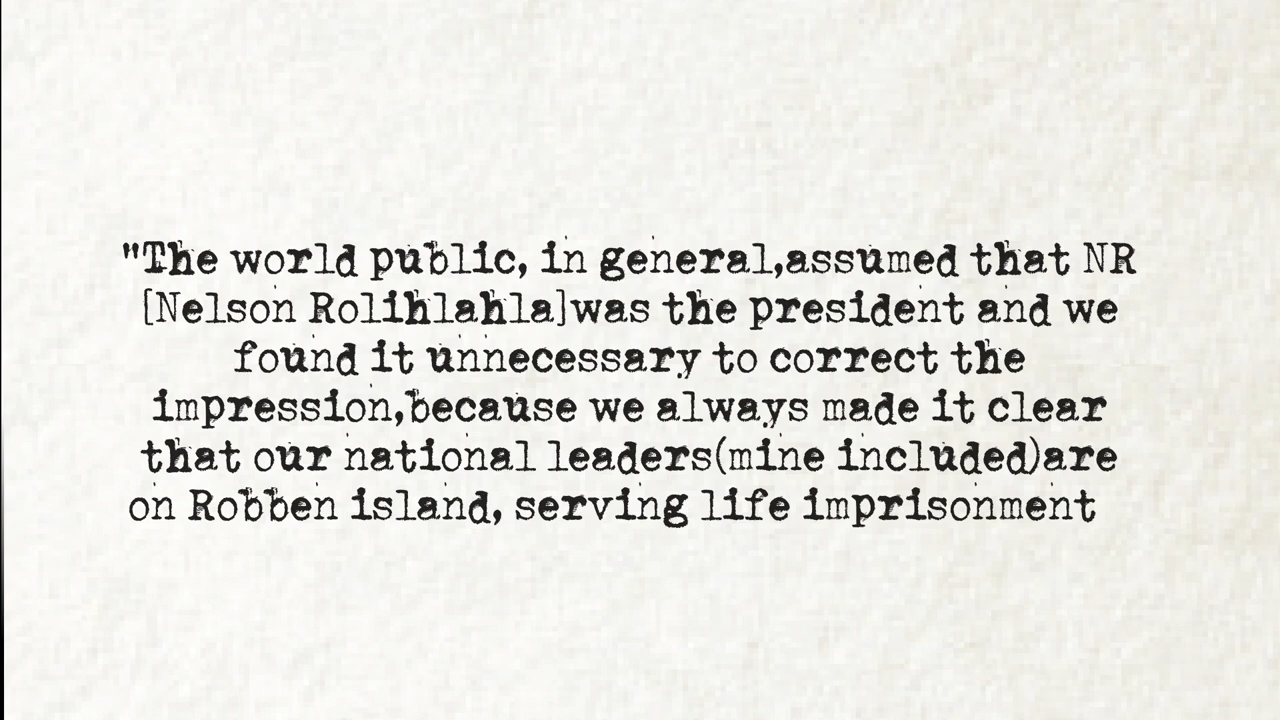 "The world public, in general,assumed that NR
[Nelson Rolihlahla]was the president and we
found it unnecessary to correct the
impression,because we always made it clear
that our national leaders(mine included)are
on Robben island, serving life imprisonment